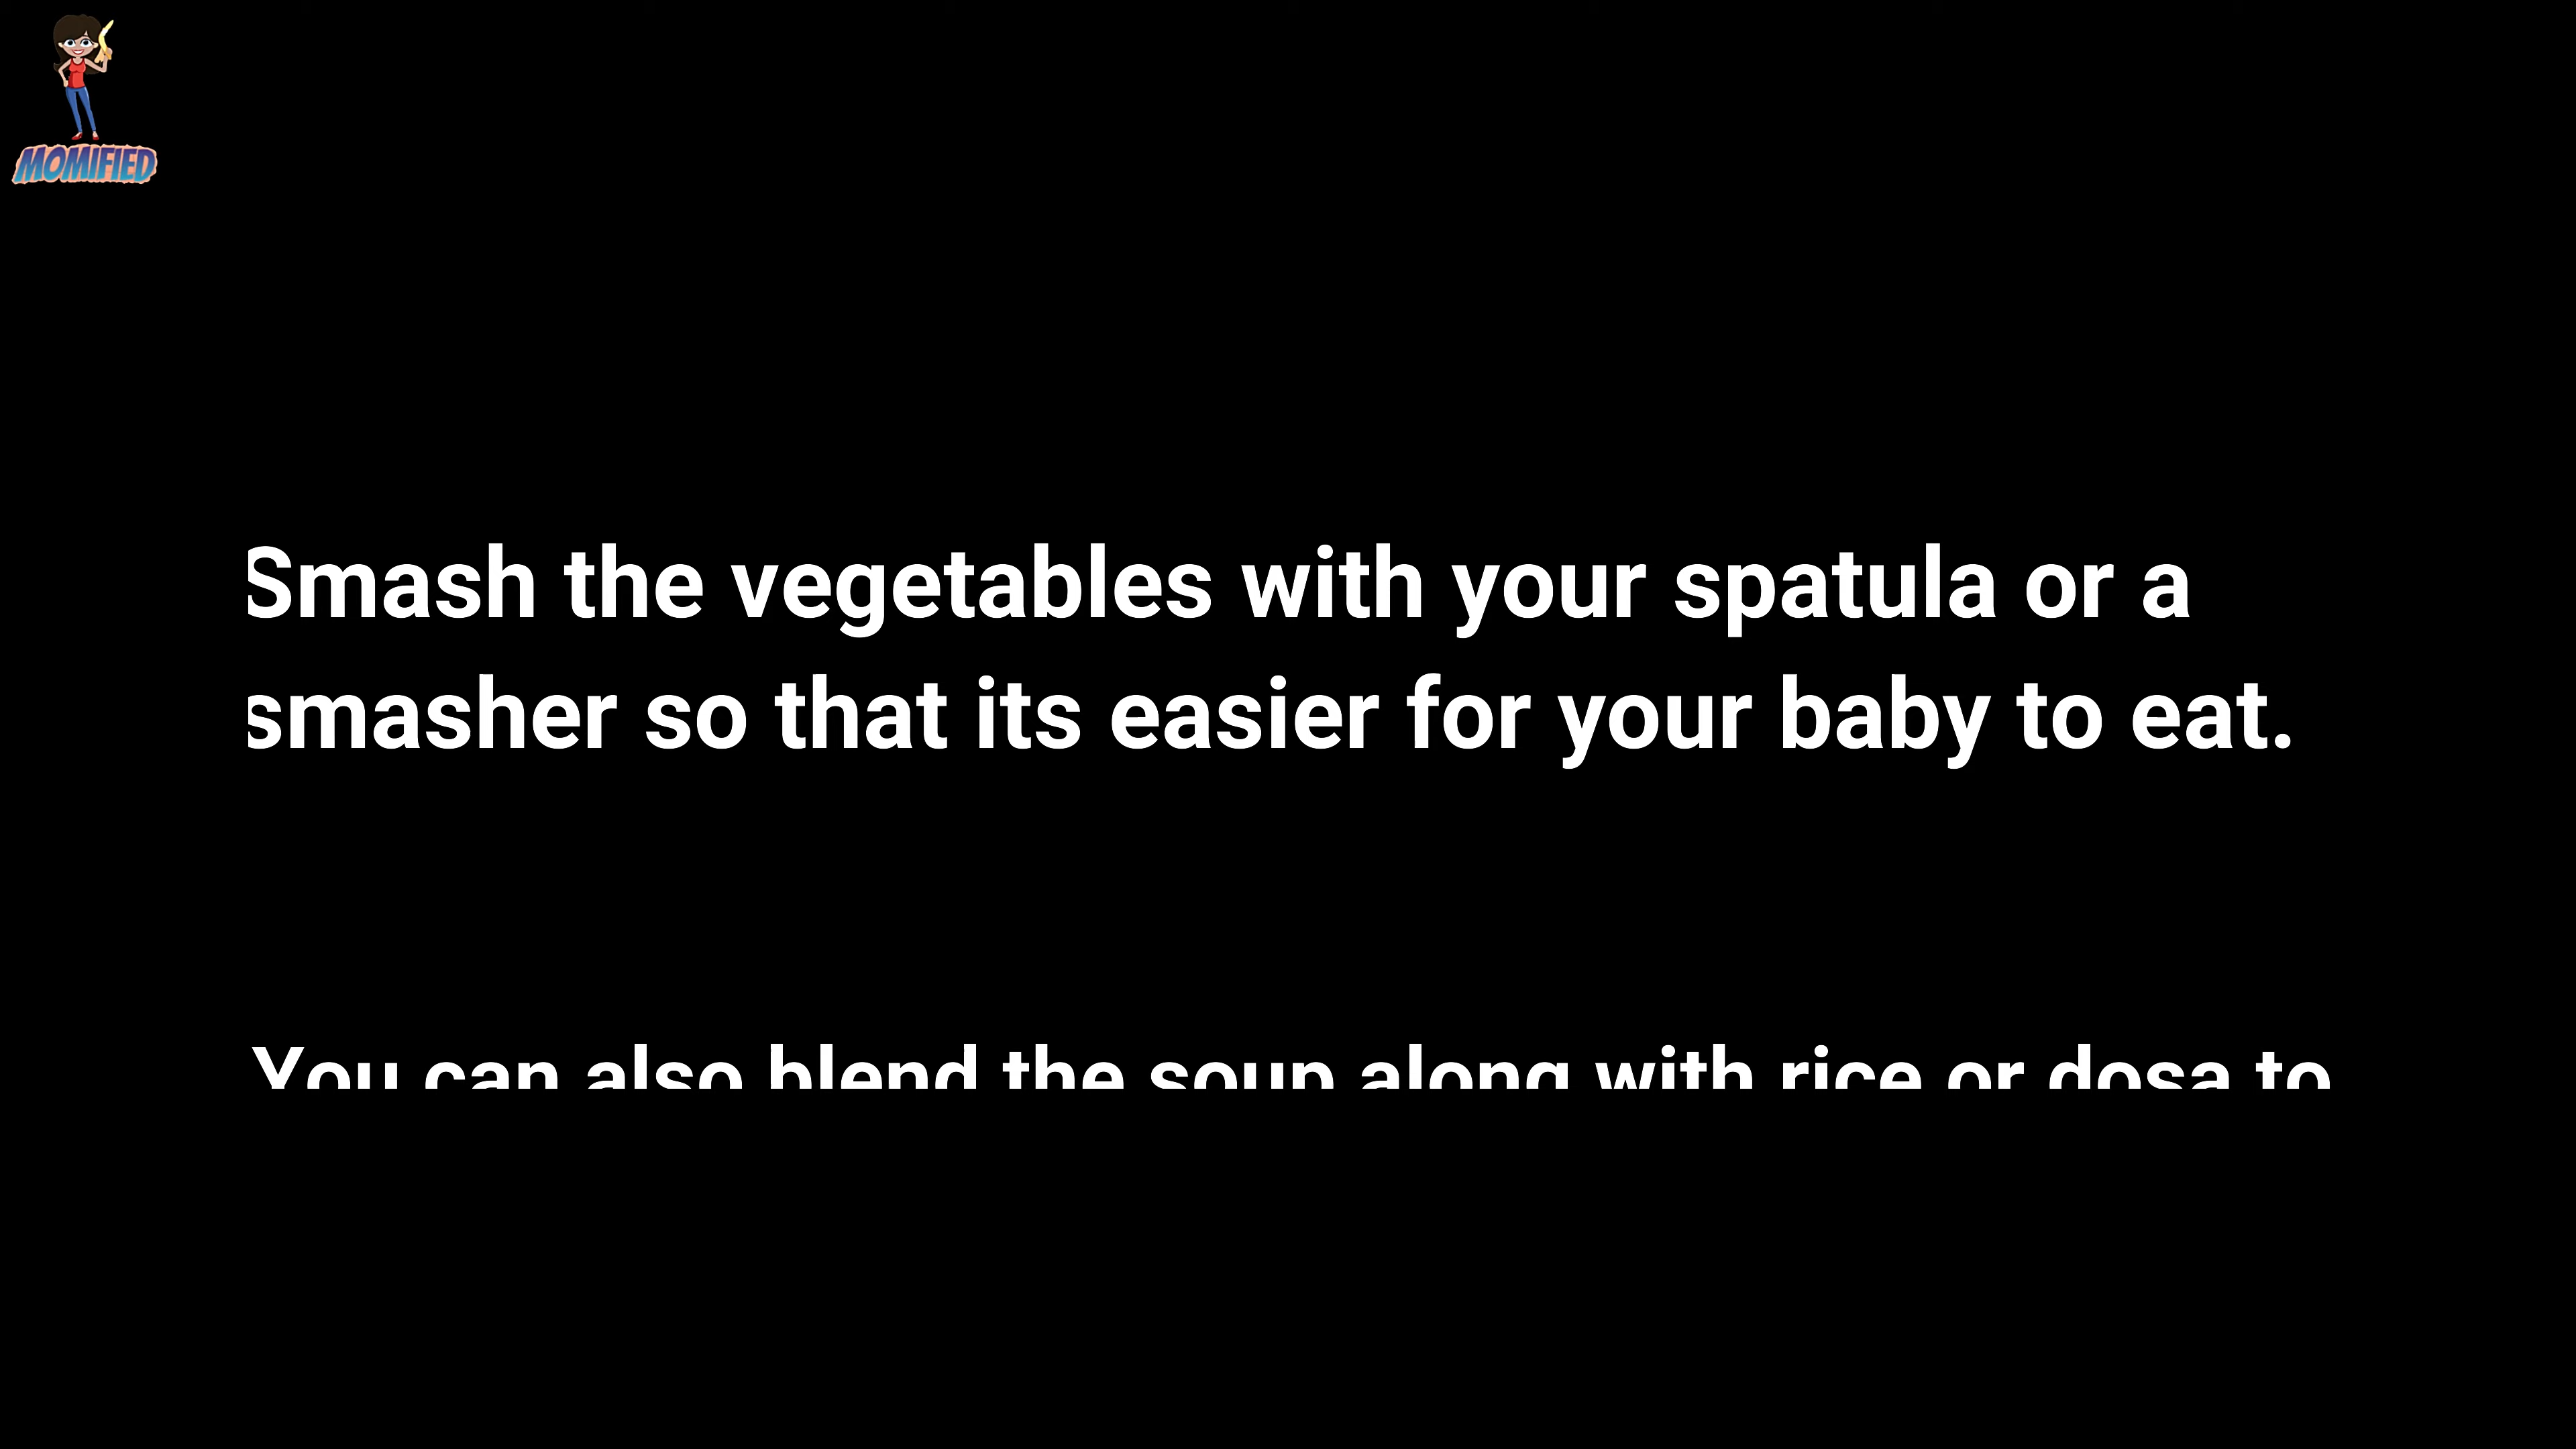 MOMIFIED
Smash the vegetables with your spatula or a
smasher so that its easier for your baby to eat.
You can also blend the soup along with rice or dosa to